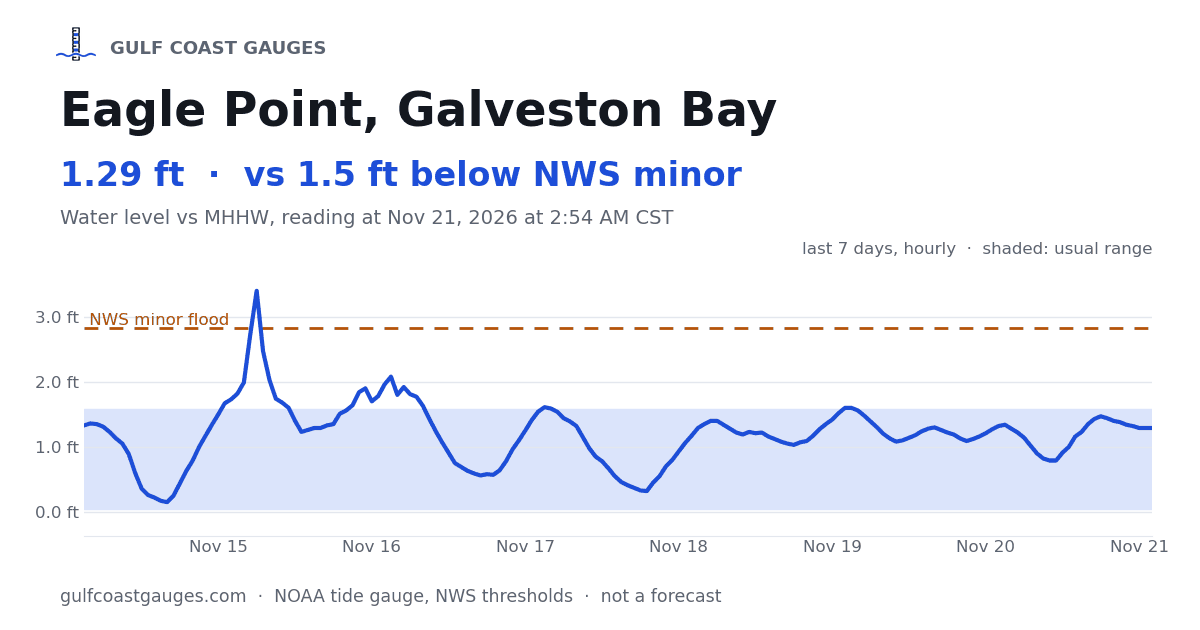 GULF COAST GAUGES
Eagle Point, Galveston Bay
1.29 ft · vs 1.5 ft below NWS minor
Water level vs MHHW, reading at Nov 21, 2026 at 2:54 AM CST
last 7 days, hourly · shaded: usual range
3.0 ft
NWS minor flood
2.0 ft
1.0 ft
0.0 ft
Nov 15 Nov 16 Nov 17 Nov 18 Nov 19 Nov 20 Nov 21
gulfcoastgauges.com · NOAA tide gauge, NWS thresholds · not a forecast